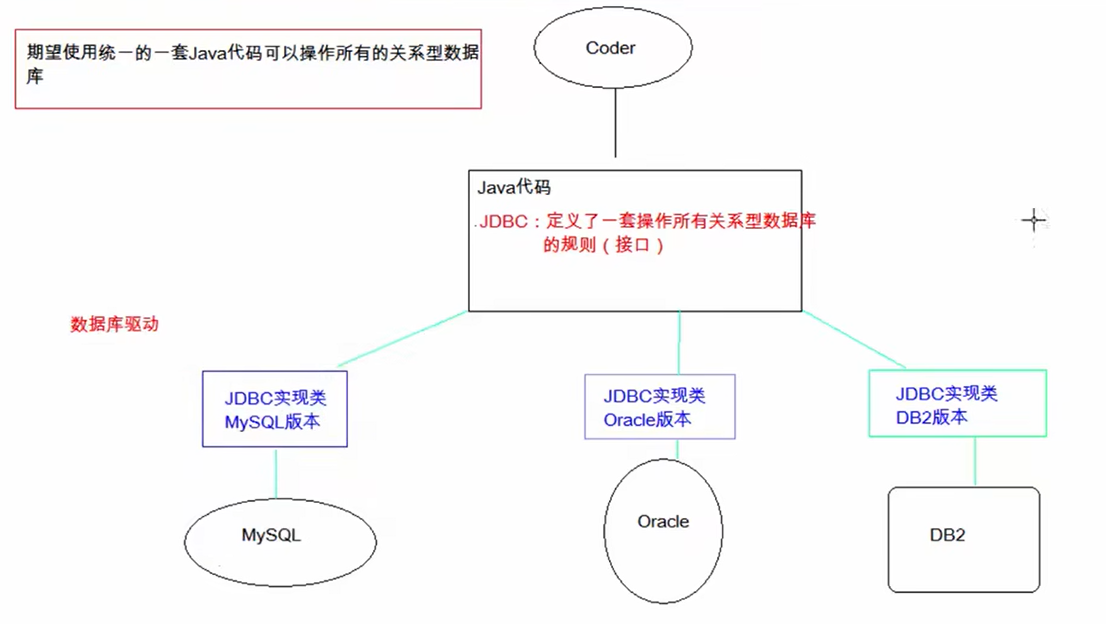 期望使用统一的一套Java代码可以操作所有的关系型数据
库
Coder
Java代码
.JDBC：定义了一套操作所有关系型数据库
的规则（接口）
数据库驱动
JDBC实现类
MySQL版本
JDBC实现类
Oracle版本
JDBC实现类
DB2版本
MySQL
Oracle
DB2